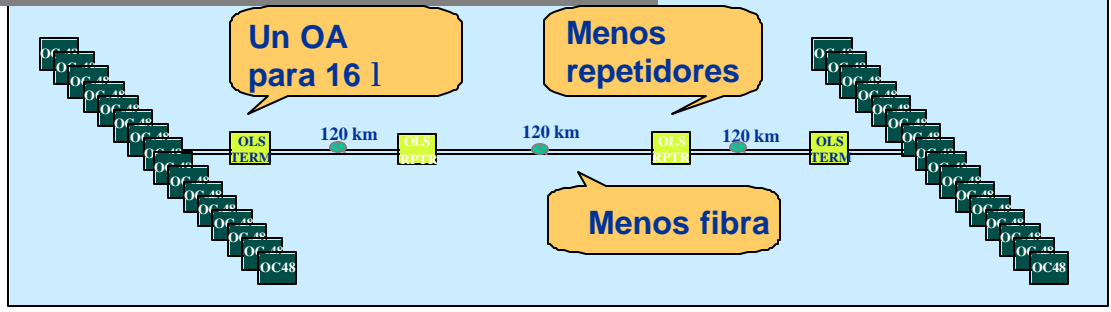 Un OA
para 16 l
Menos
repetidores
OLS
TERM
120 km
OLS
RPTR
120 km
OLS
RPTR
120 km
OLS
TERM
Menos fibra
OC48
OC48